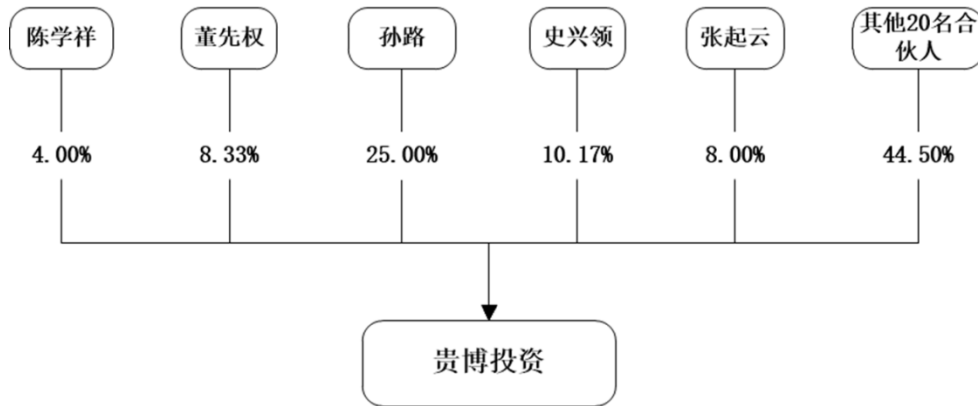 陈学祥
董先权
孙路
史兴领
张起云
其他20名合
伙人
4.00%
8.33%
25.00%
10.17%
8.00%
44.50%
贵博投资